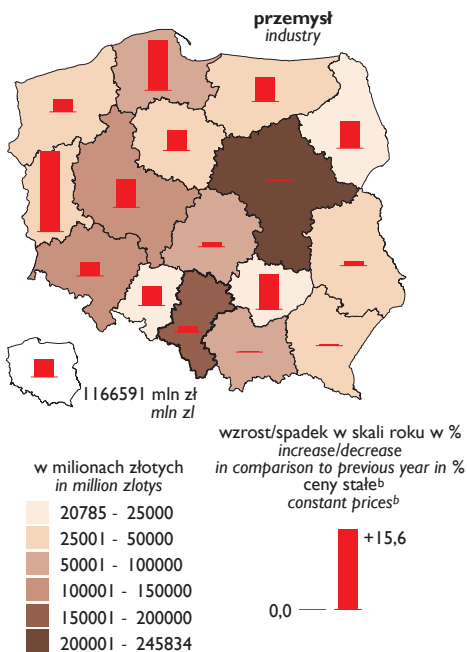 przemysł
industry
1166591 mln zł
mln zl
wzrost/spadek w skali roku w %
increase/decrease
in comparison to previous year in %
ceny stałeᵇ
constant pricesᵇ
+15,6
0,0
w milionach złotych
in million zlotys
20785 - 25000
25001 - 50000
50001 - 100000
100001 - 150000
150001 - 200000
200001 - 245834